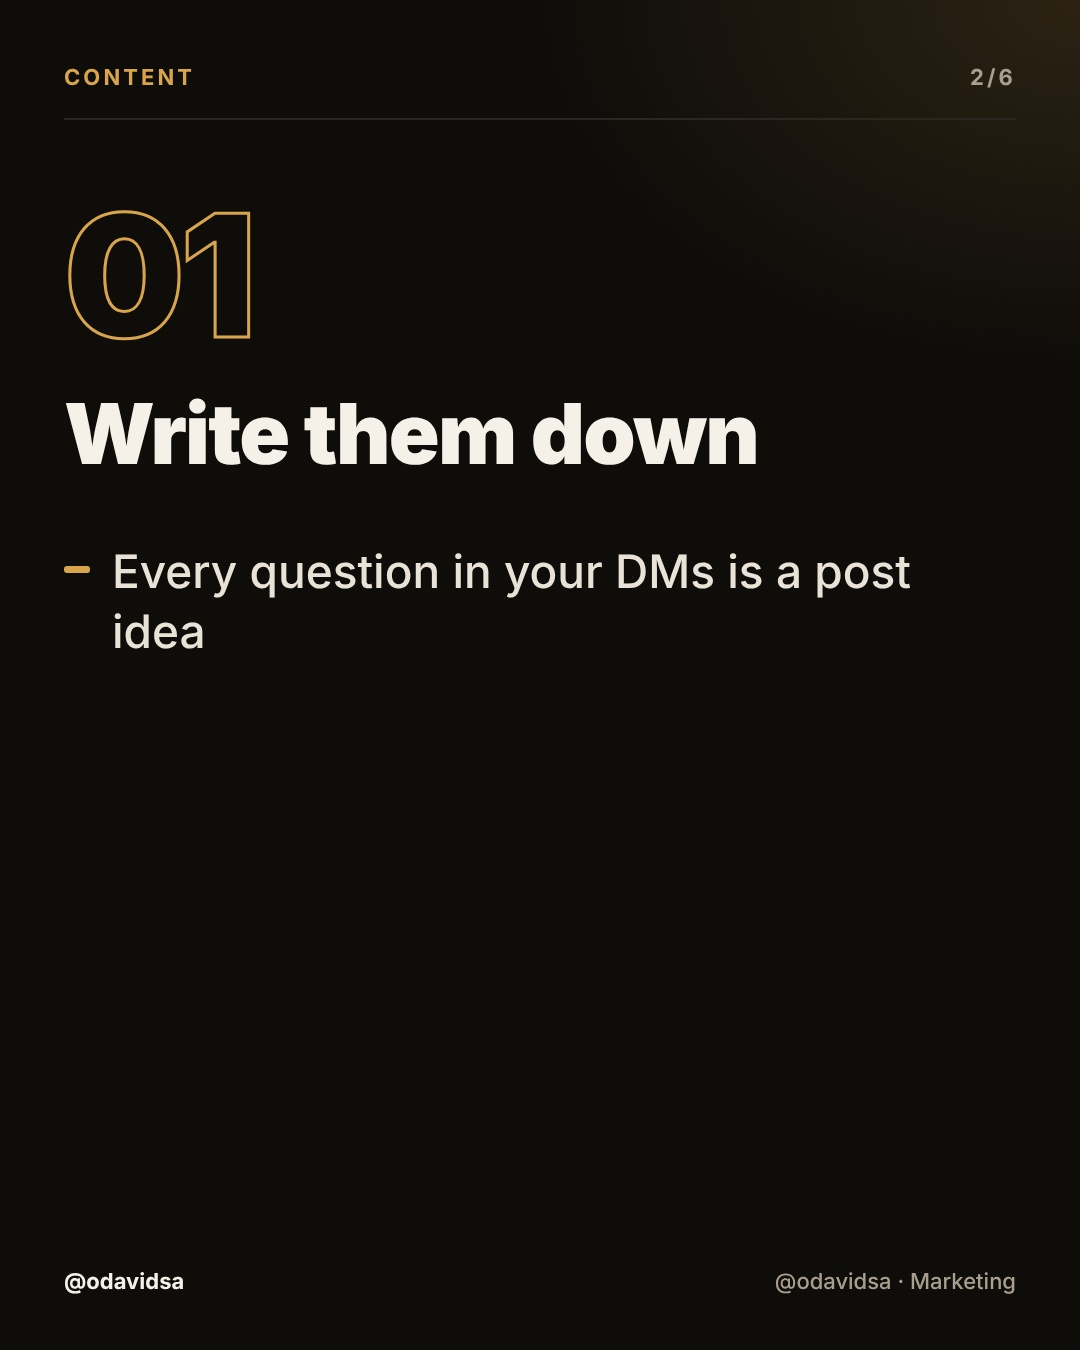 CONTENT
2/6
01
Write them down
Every question in your DMs is a post
idea
@odavidsa
@odavidsa · Marketing